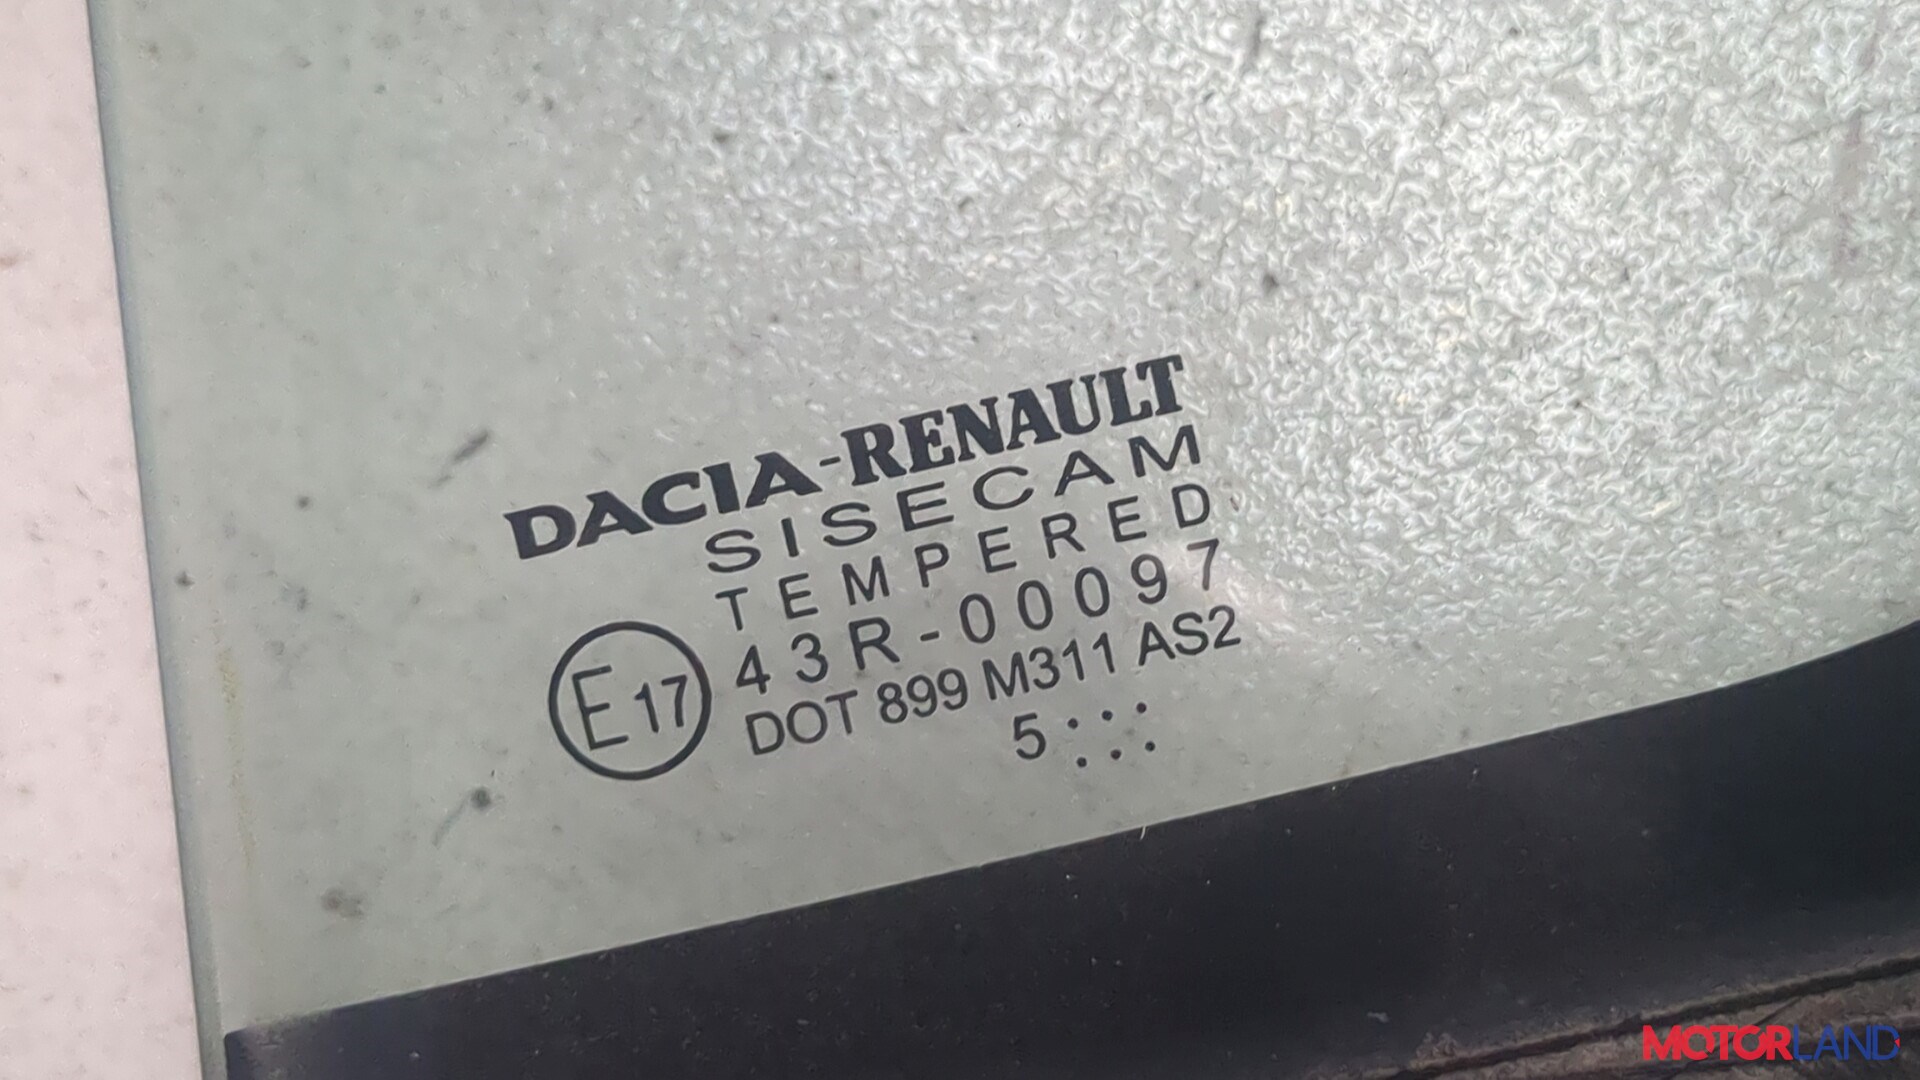 DACIA-RENAULT
SISECAM
TEMPERED
E17 43R-00097
DOT 899 M311 AS2
5
MOTORLAND